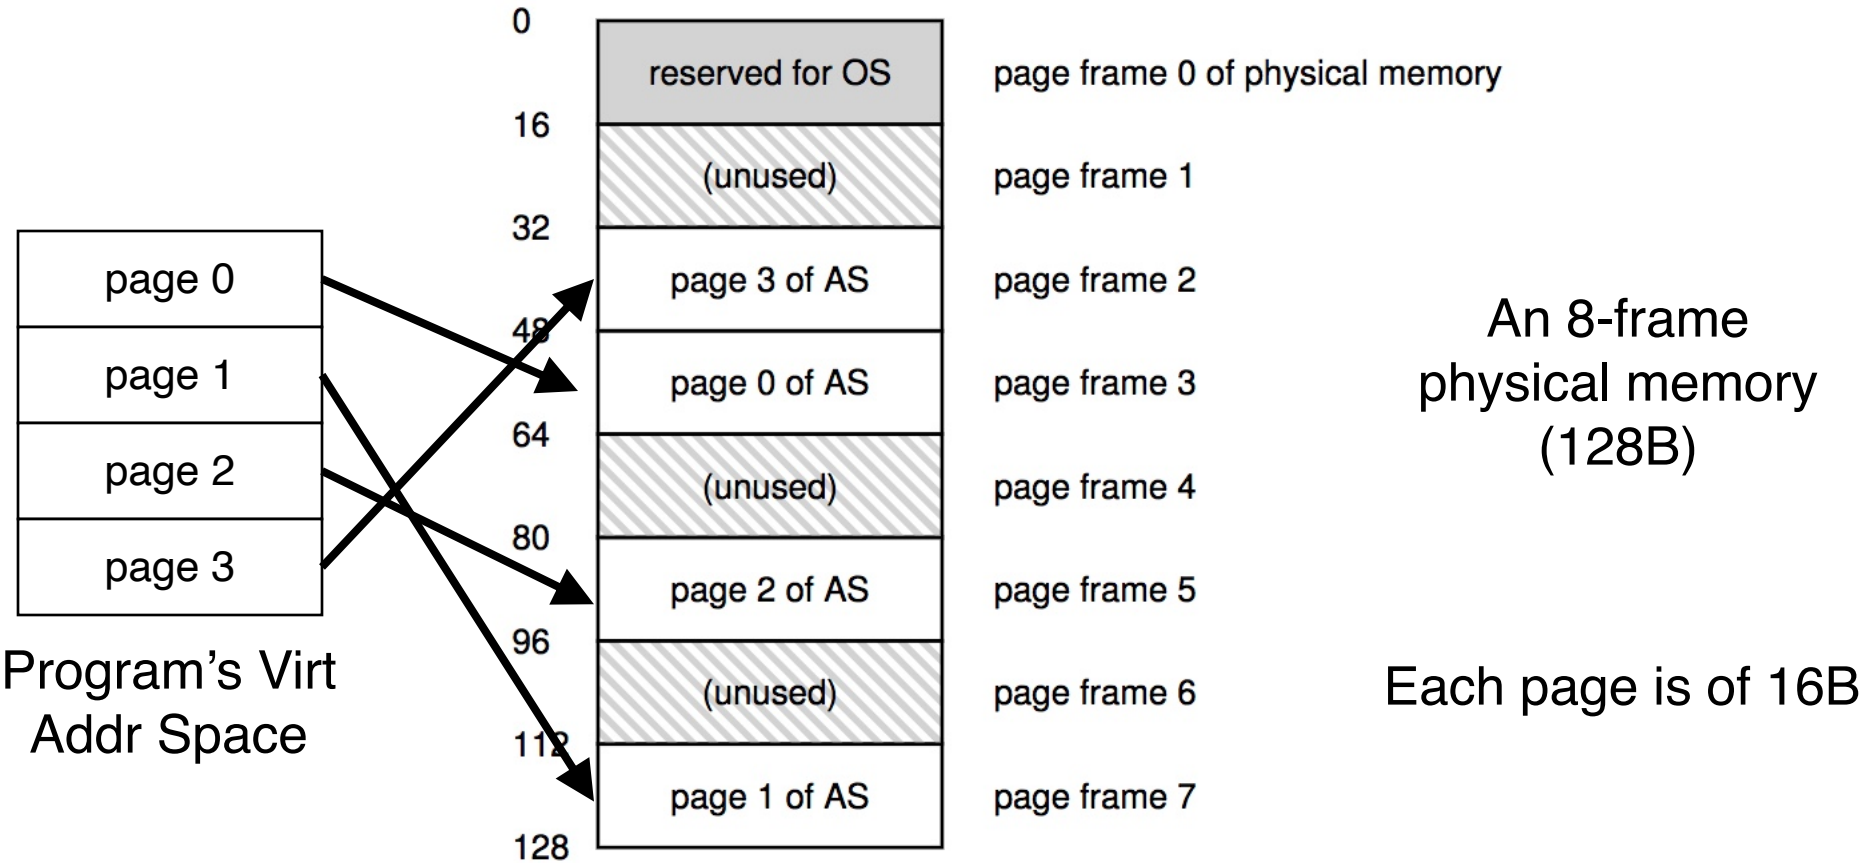 0
reserved for OS
page frame 0 of physical memory
16
(unused)
page frame 1
32
page 0
page 3 of AS
page frame 2
48
An 8-frame
page 1
page 0 of AS
page frame 3
physical memory
64
(128B)
page 2
(unused)
page frame 4
80
page 3
page 2 of AS
page frame 5
96
Program’s Virt
Addr Space
(unused)
page frame 6
Each page is of 16B
112
page 1 of AS
page frame 7
128